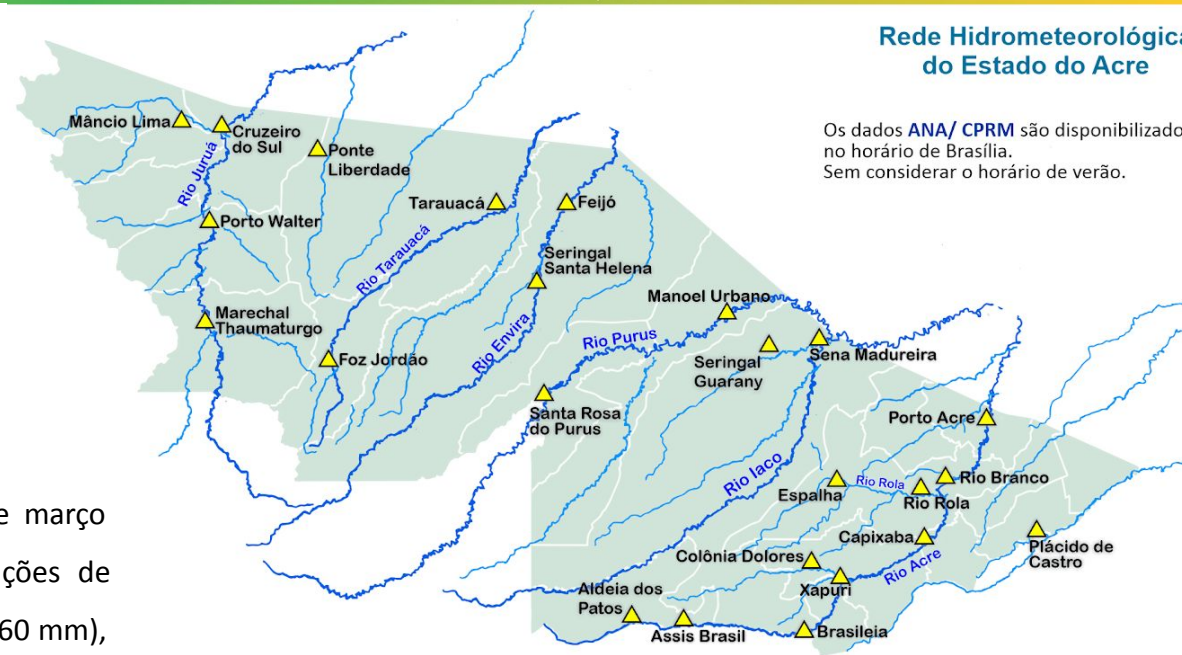 Rede Hidrometeorológica
do Estado do Acre
Os dados ANA/ CPRM são disponibilizado
no horário de Brasília.
Sem considerar o horário de verão.
Mâncio Lima
Cruzeiro
do Sul
Ponte
Liberdade
Rio Juruá
Porto Walter
Tarauacá
Feijó
Rio Tarauacá
Seringal
Santa Helena
Marechal
Thaumaturgo
Foz Jordão
Rio Envira
Manoel Urbano
Rio Purus
Seringal
Guarany
Sena Madureira
Santa Rosa
do Purus
Porto Acre
Rio Iaco
Espalha
Rio Rola
Rio Branco
Rio Rola
Capixaba
Plácido de
Castro
Colônia Dolores
Rio Acre
Xapuri
Aldeia dos
Patos
Assis Brasil
Brasileia
e março
ções de
60 mm),